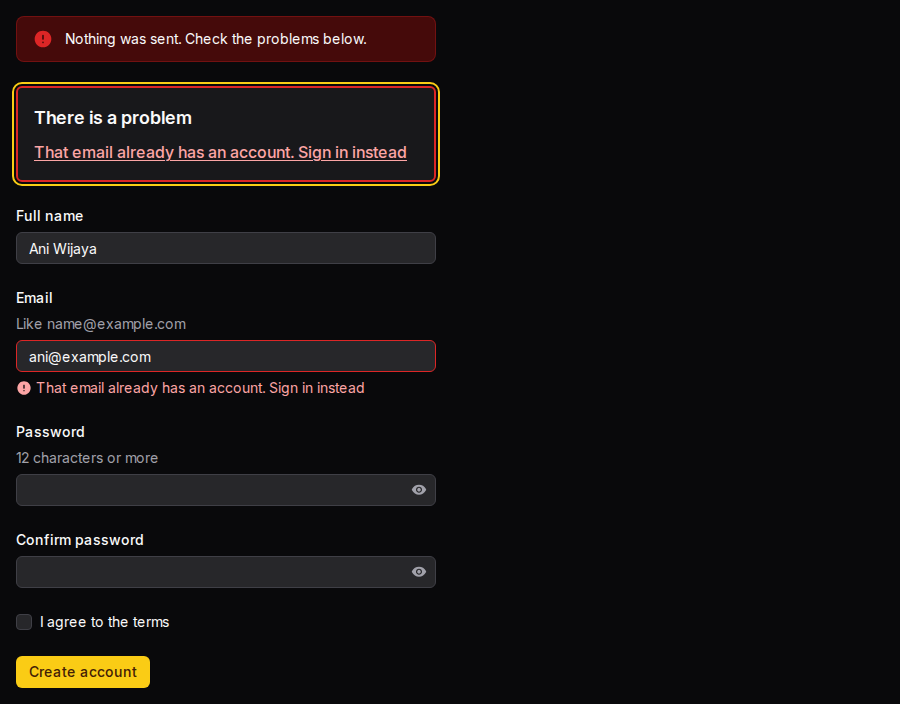 Nothing was sent. Check the problems below.
There is a problem
That email already has an account. Sign in instead
Full name
Ani Wijaya
Email
Like name@example.com
ani@example.com
That email already has an account. Sign in instead
Password
12 characters or more
Confirm password
I agree to the terms
Create account